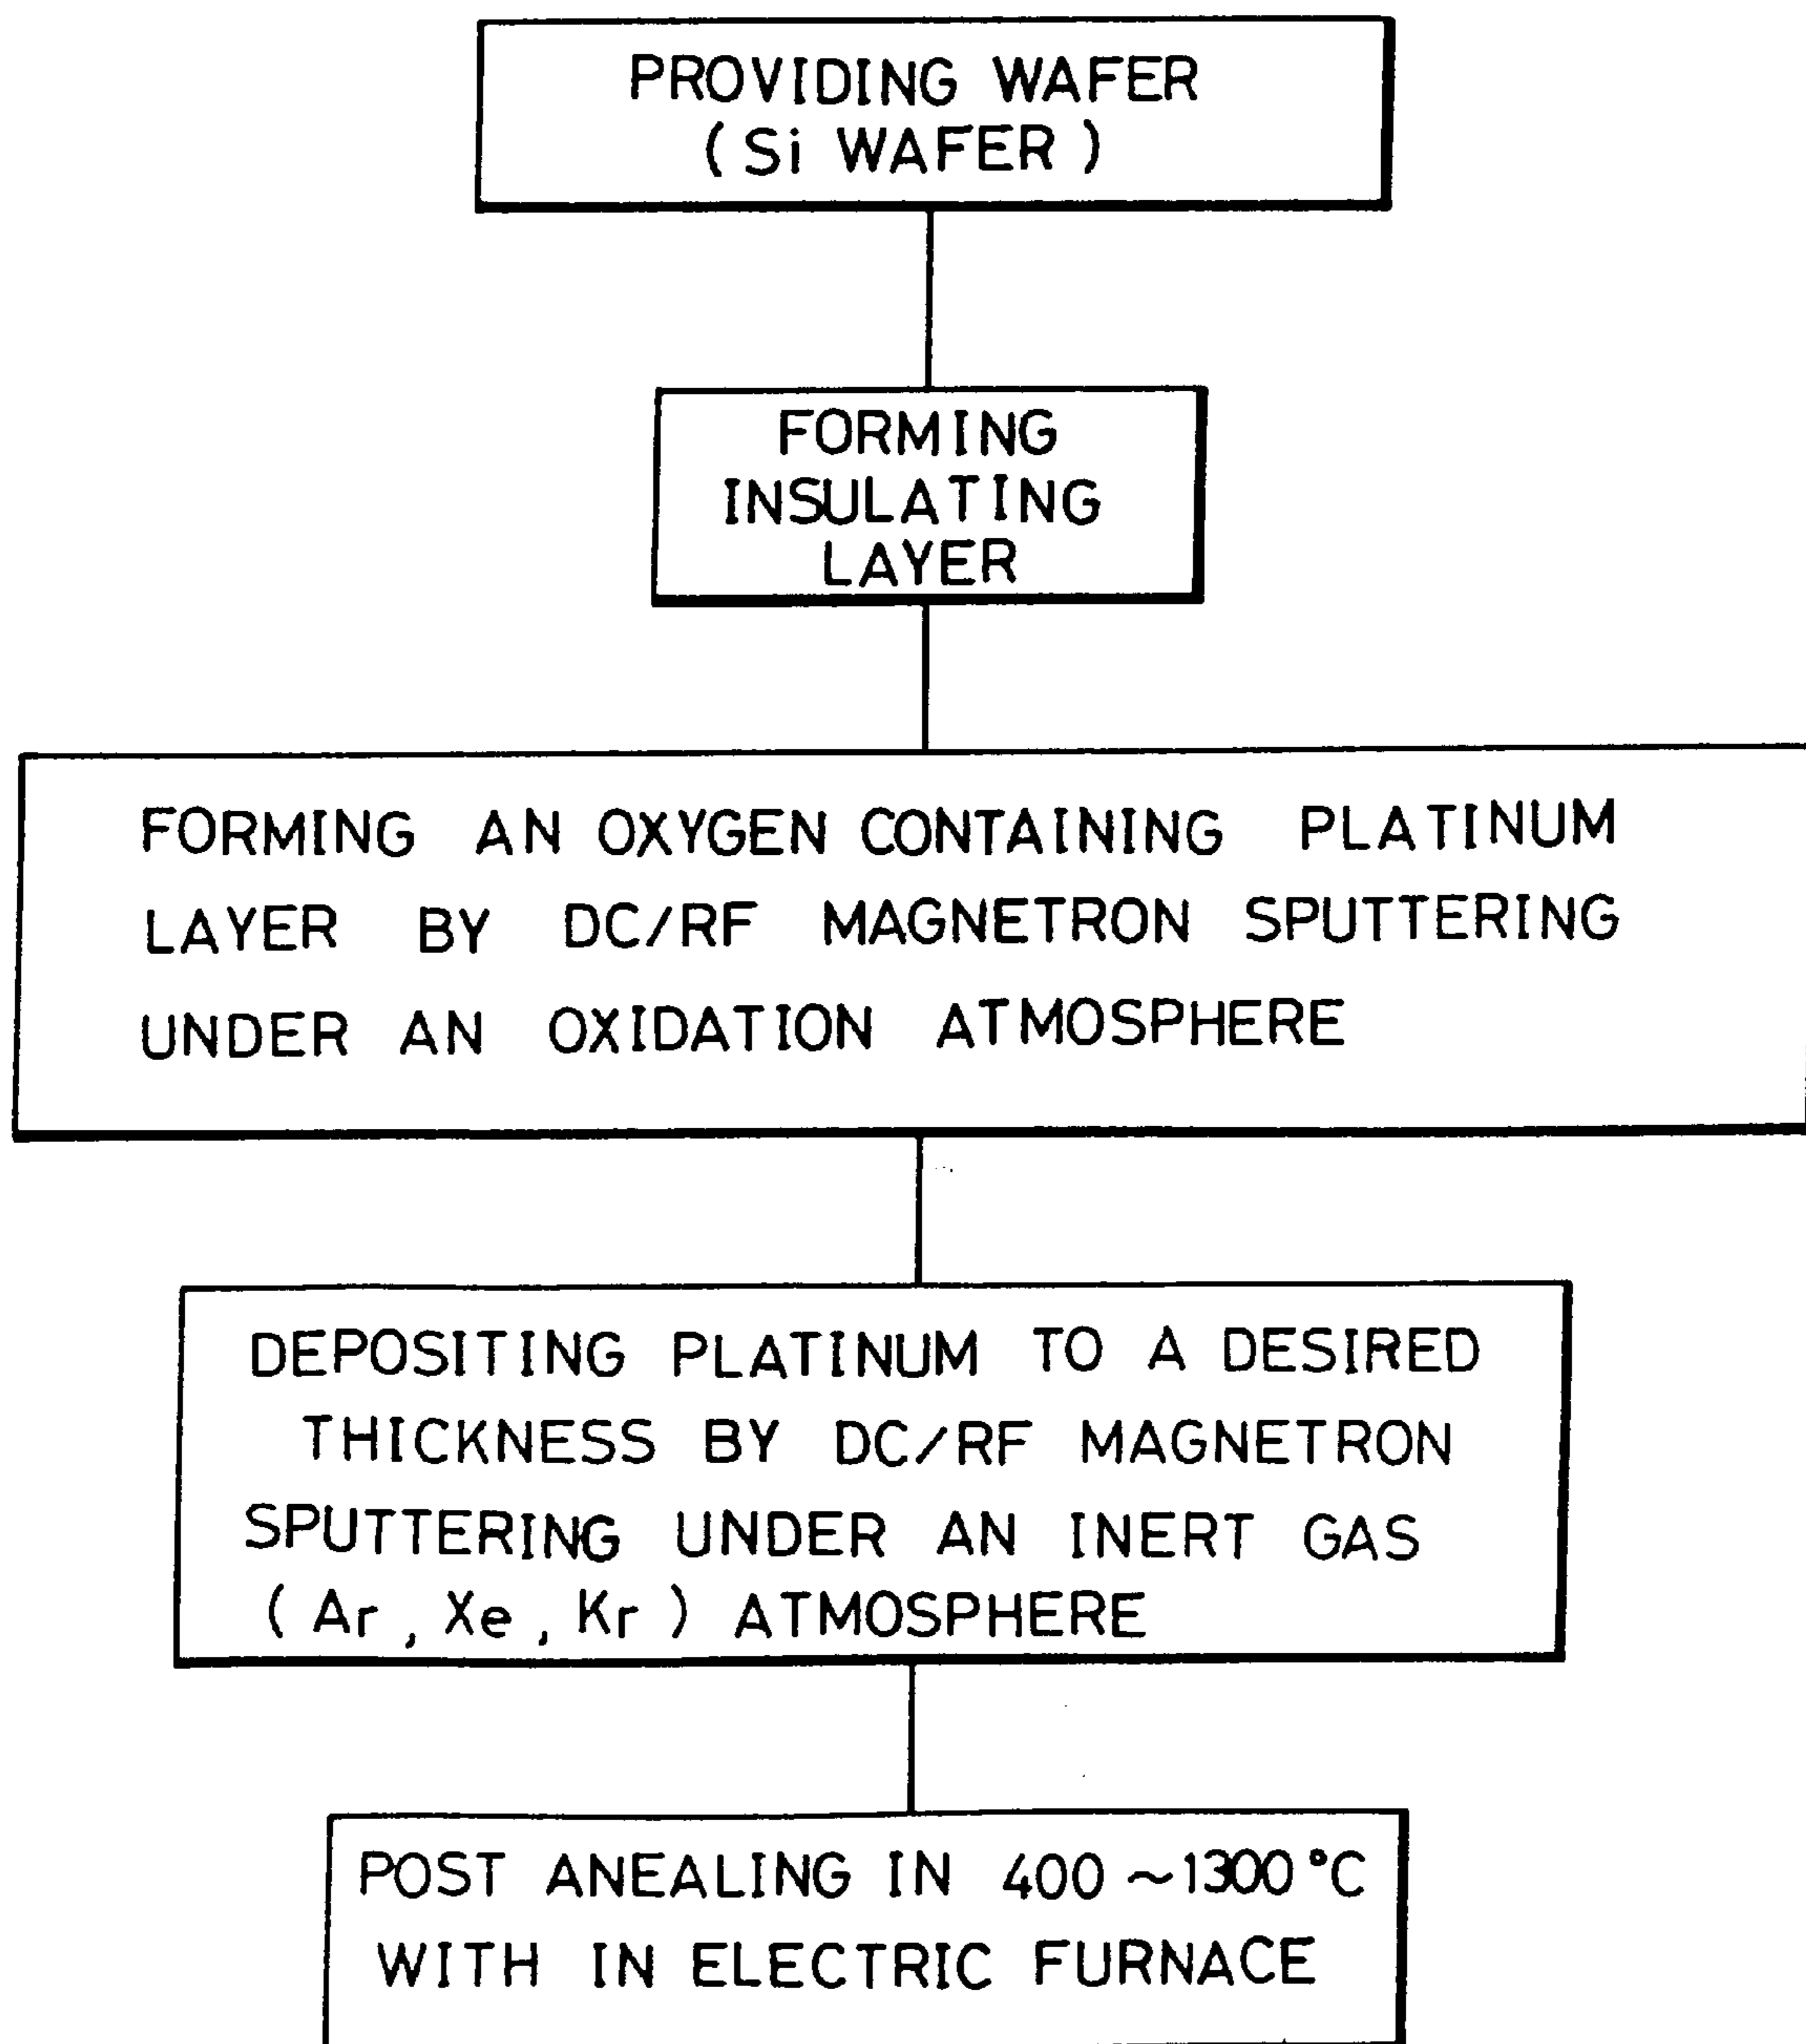 PROVIDING WAFER
( Si WAFER )
FORMING
INSULATING
LAYER
FORMING AN OXYGEN CONTAINING PLATINUM
LAYER BY DC/RF MAGNETRON SPUTTERING
UNDER AN OXIDATION ATMOSPHERE
DEPOSITING PLATINUM TO A DESIRED
THICKNESS BY DC/RF MAGNETRON
SPUTTERING UNDER AN INERT GAS
( Ar , Xe , Kr ) ATMOSPHERE
POST ANEALING IN 400 ~1300 °C
WITH IN ELECTRIC FURNACE